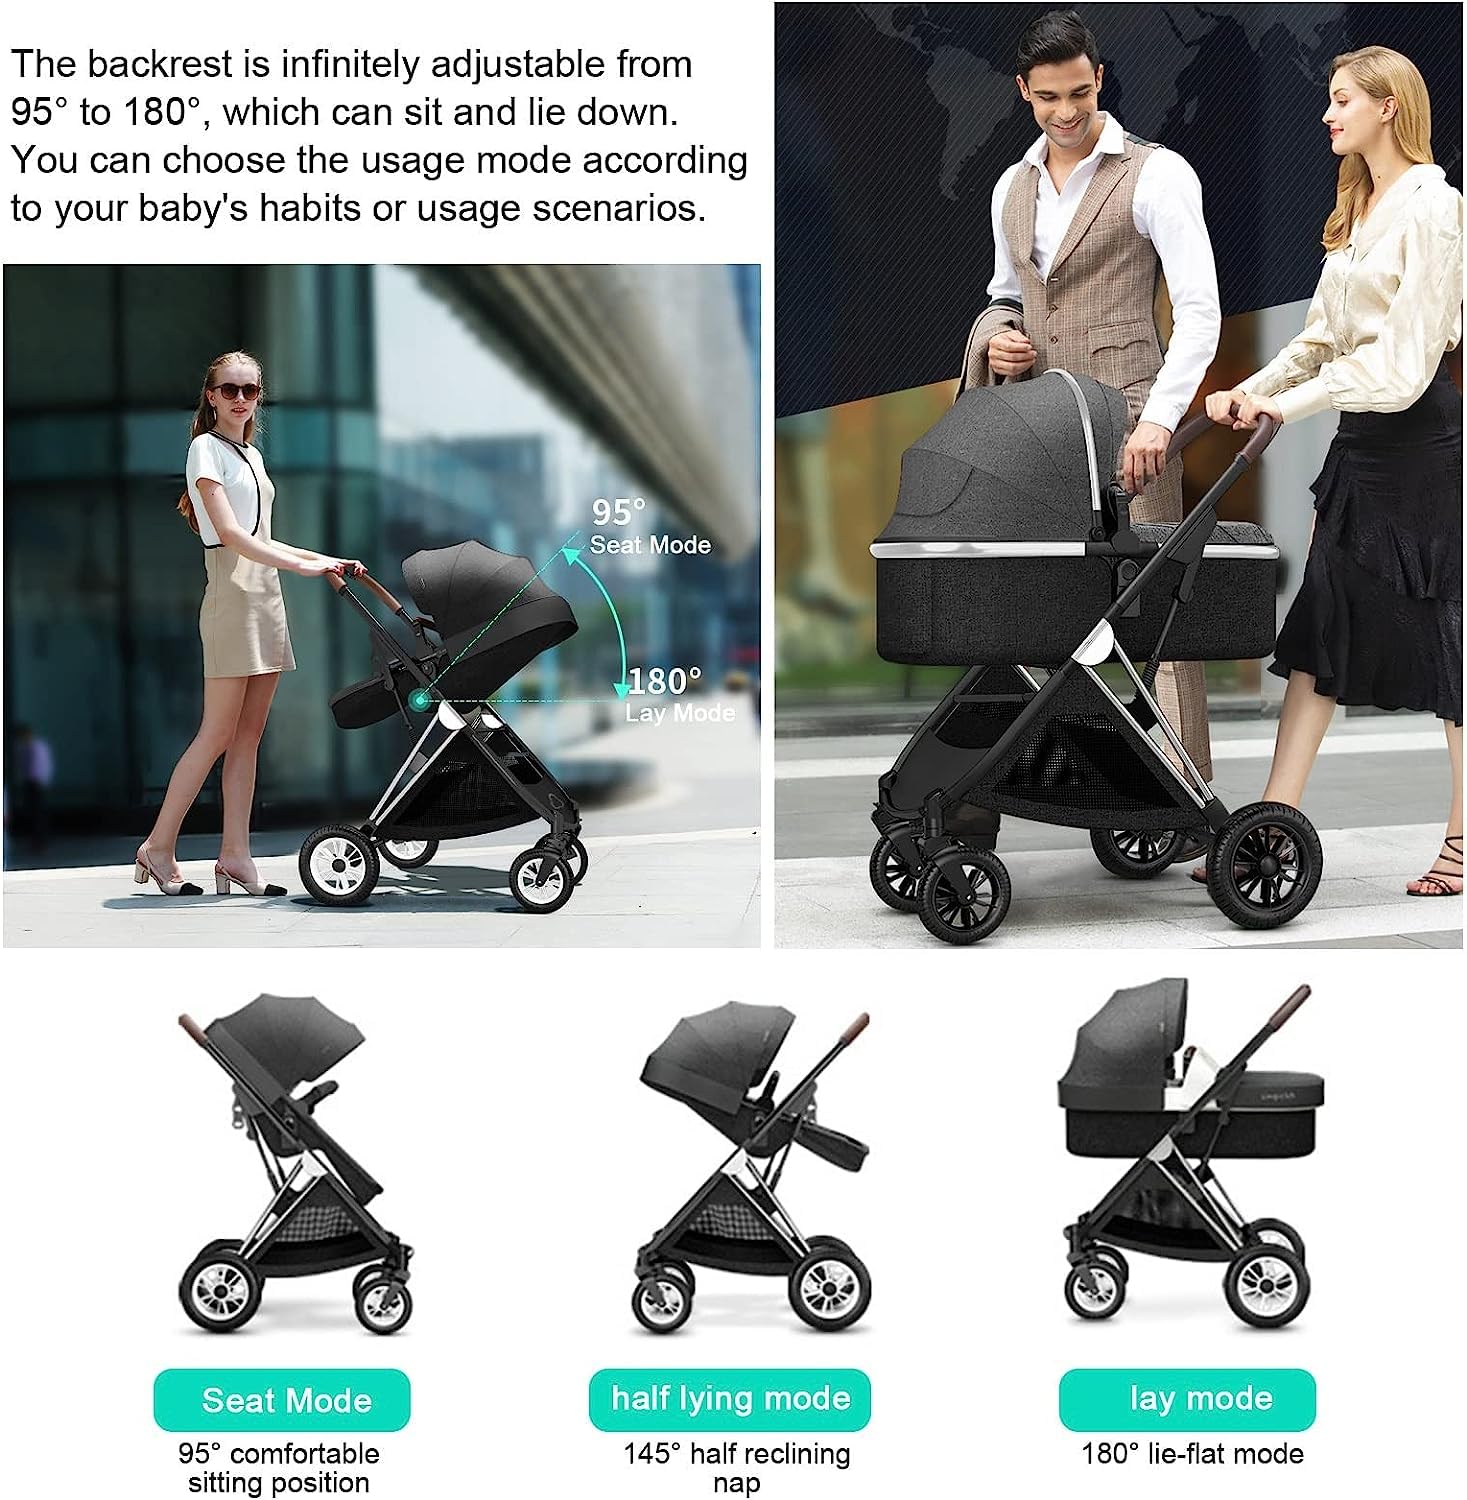 The backrest is infinitely adjustable from
95° to 180°, which can sit and lie down.
You can choose the usage mode according
to your baby's habits or usage scenarios.
95°
Seat Mode
180°
Lay Mode
Seat Mode
half lying mode
lay mode
95° comfortable
sitting position
145° half reclining
nap
180° lie-flat mode